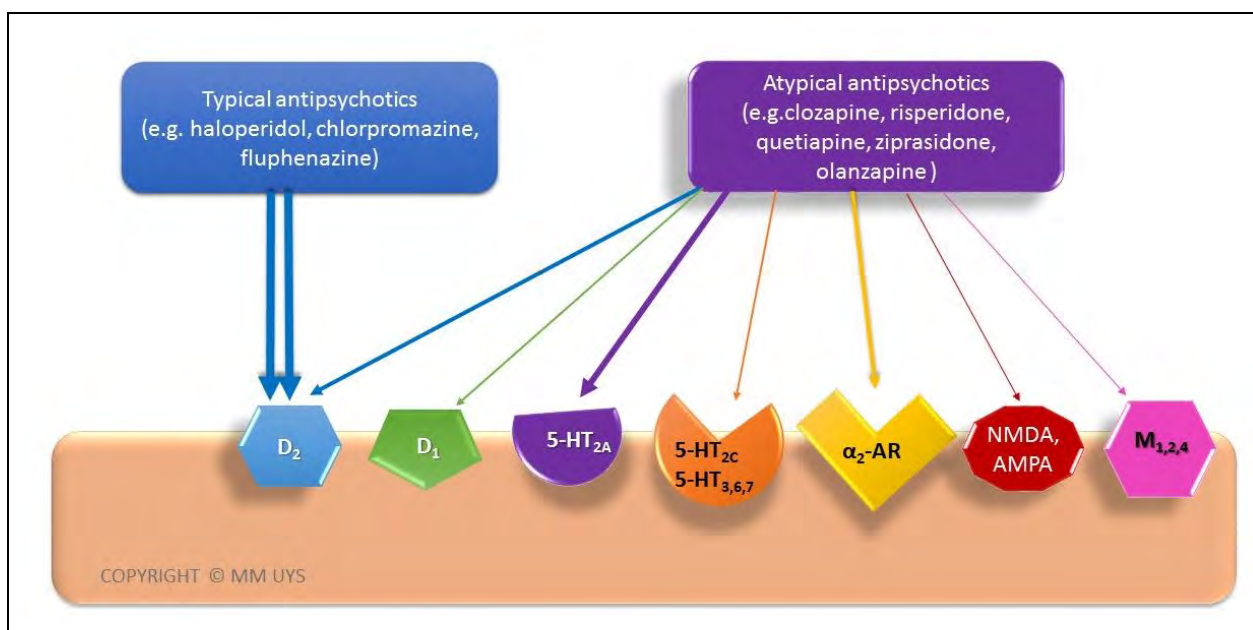 Typical antipsychotics
(e.g. haloperidol, chlorpromazine,
fluphenazine)
Atypical antipsychotics
(e.g.clozapine, risperidone,
quetiapine, ziprasidone,
olanzapine )
D₂
D₁
5-HT₂A
5-HT₂C
5-HT₃,₆,₇
α₂-AR
NMDA,
AMPA
M₁,₂,₄
COPYRIGHT © MM UYS